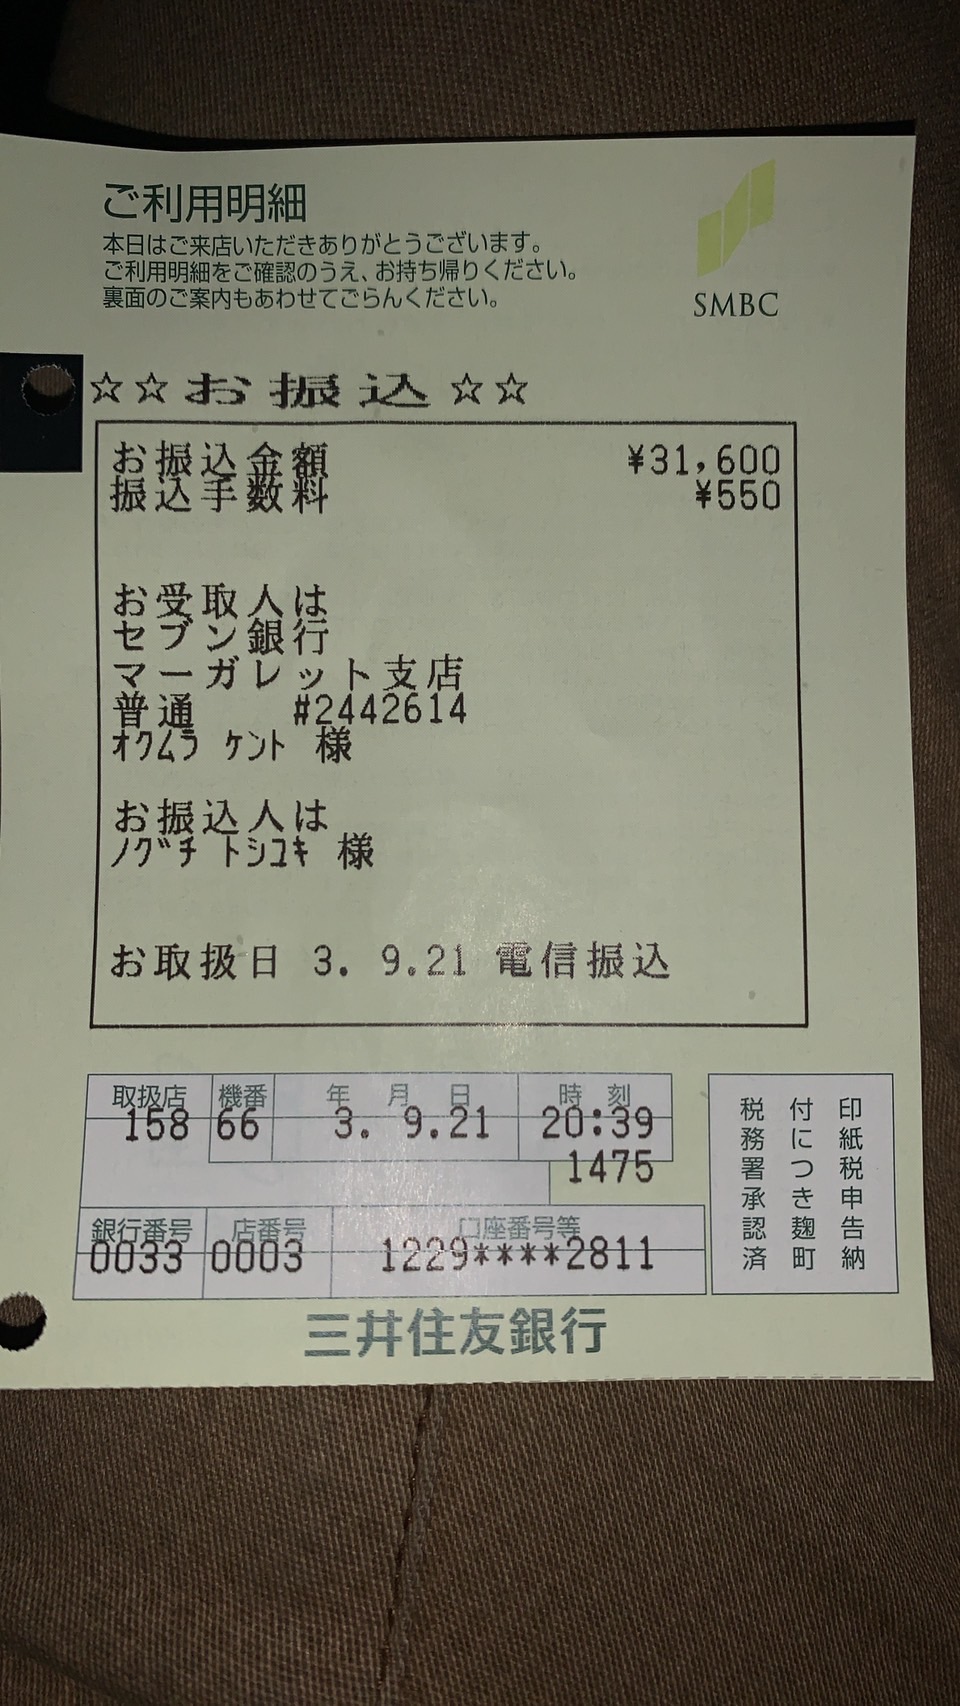 ご利用明細
本日はご来店いただきありがとうございます。
ご利用明細をご確認のうえ、お持ち帰りください。
裏面のご案内もあわせてごらんください。
SMBC
☆☆お振込☆☆
お振込金額 ¥31,600
振込手数料 ¥550
お受取人は
セブン銀行
マーガレット支店
普通 #2442614
オクムラ ケント 様
お振込人は
ノグチ トシユキ 様
お取扱日 3. 9.21 電信振込
取扱店 機番 年 月 日 時 刻
158 66 3. 9.21 20:39
1475
銀行番号 店番号 口座番号等
0033 0003 1229****2811
印紙税申告納
付につき麹町
税務署承認済
三井住友銀行